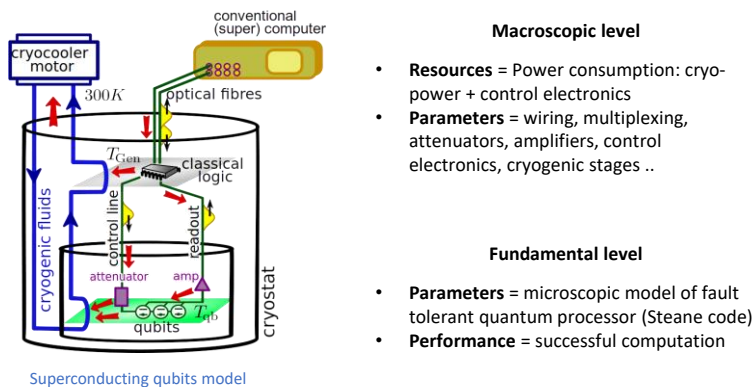 conventional
(super) computer
cryocooler
motor
8888
300K
optical fibres
T_Gen
classical
logic
control line
readout
cryogenic fluids
attenuator
amp
qubits
T_qb
cryostat
Superconducting qubits model
Macroscopic level
• Resources = Power consumption: cryo-
power + control electronics
• Parameters = wiring, multiplexing,
attenuators, amplifiers, control
electronics, cryogenic stages ..
Fundamental level
• Parameters = microscopic model of fault
tolerant quantum processor (Steane code)
• Performance = successful computation